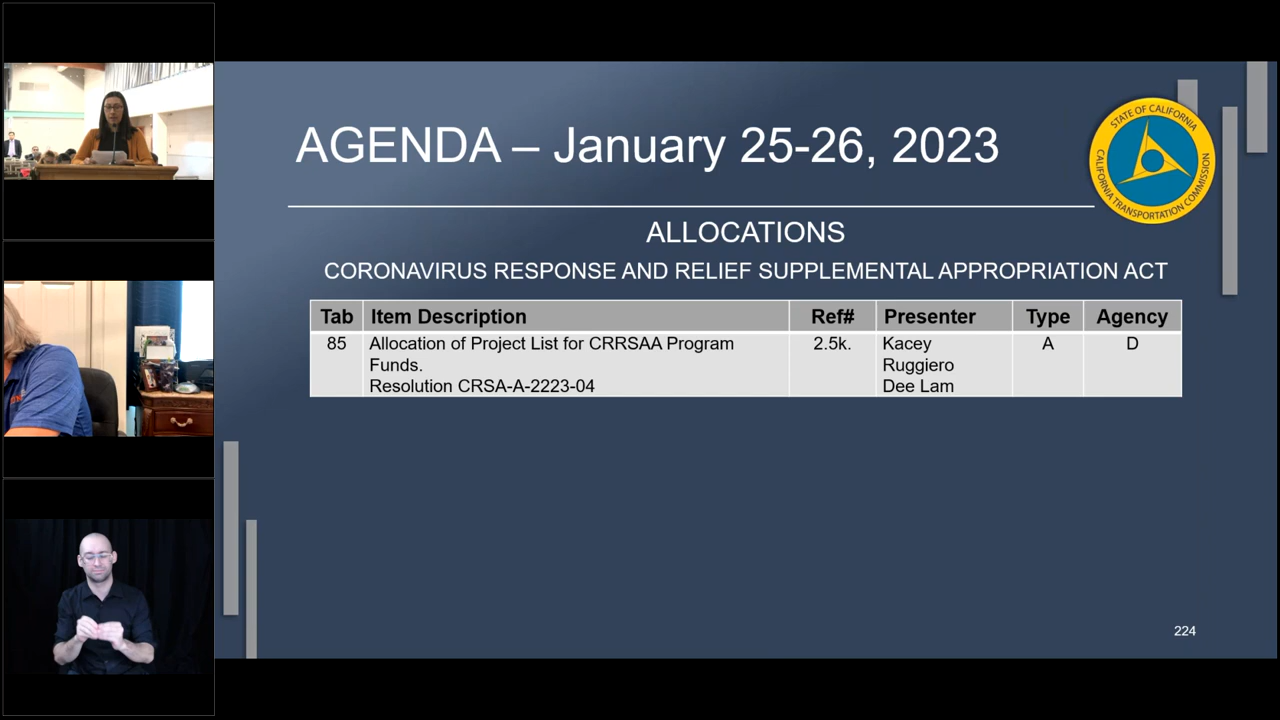 AGENDA – January 25-26, 2023
STATE OF CALIFORNIA
CALIFORNIA TRANSPORTATION COMMISSION
ALLOCATIONS
CORONAVIRUS RESPONSE AND RELIEF SUPPLEMENTAL APPROPRIATION ACT
Tab Item Description Ref# Presenter Type Agency
85 Allocation of Project List for CRRSAA Program 2.5k. Kacey A D
Funds. Ruggiero
Resolution CRSA-A-2223-04 Dee Lam
224